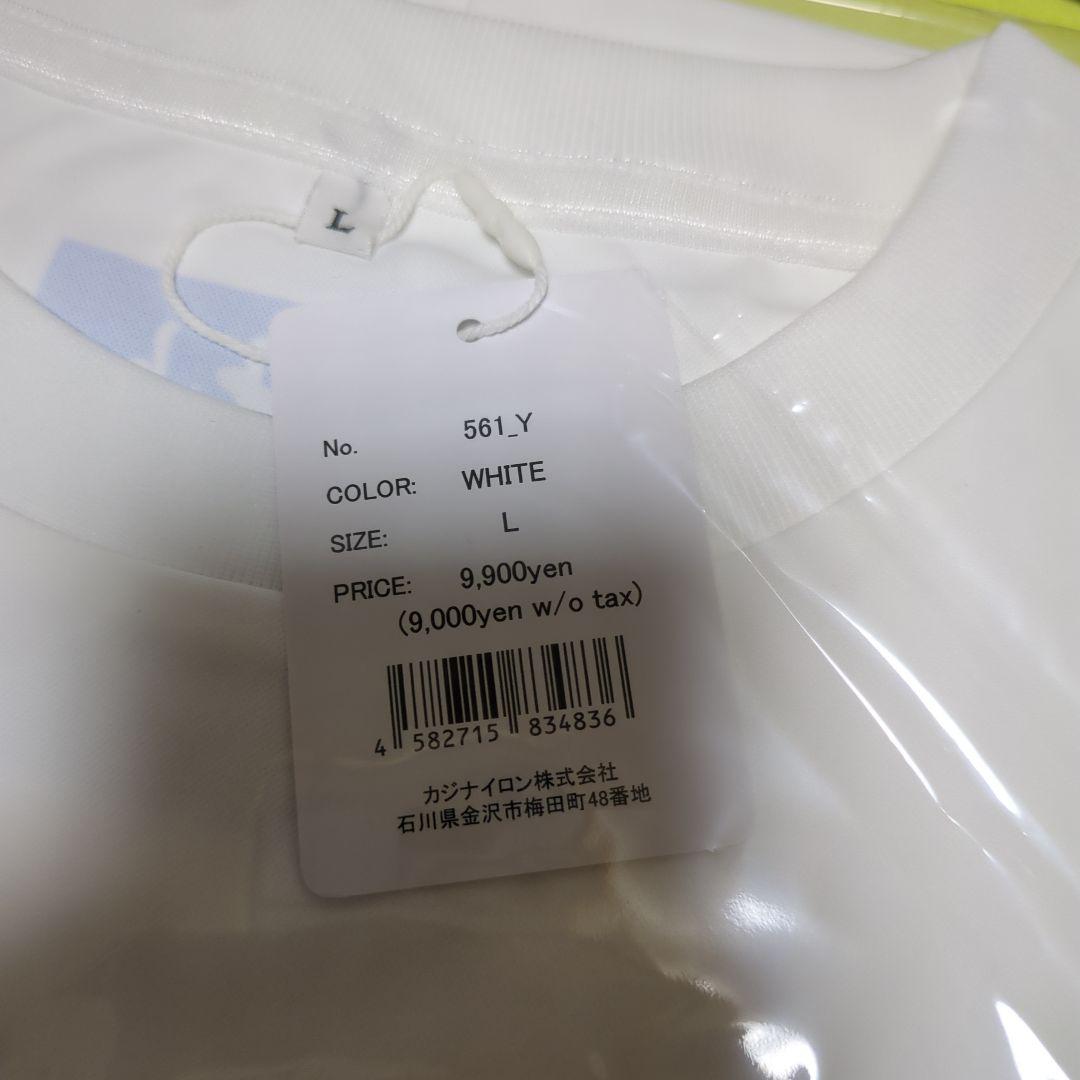 L
No. 561_Y
COLOR: WHITE
SIZE: L
PRICE: 9,900yen
(9,000yen w/o tax)
4 582715 834836
カジナイロン株式会社
石川県金沢市梅田町48番地